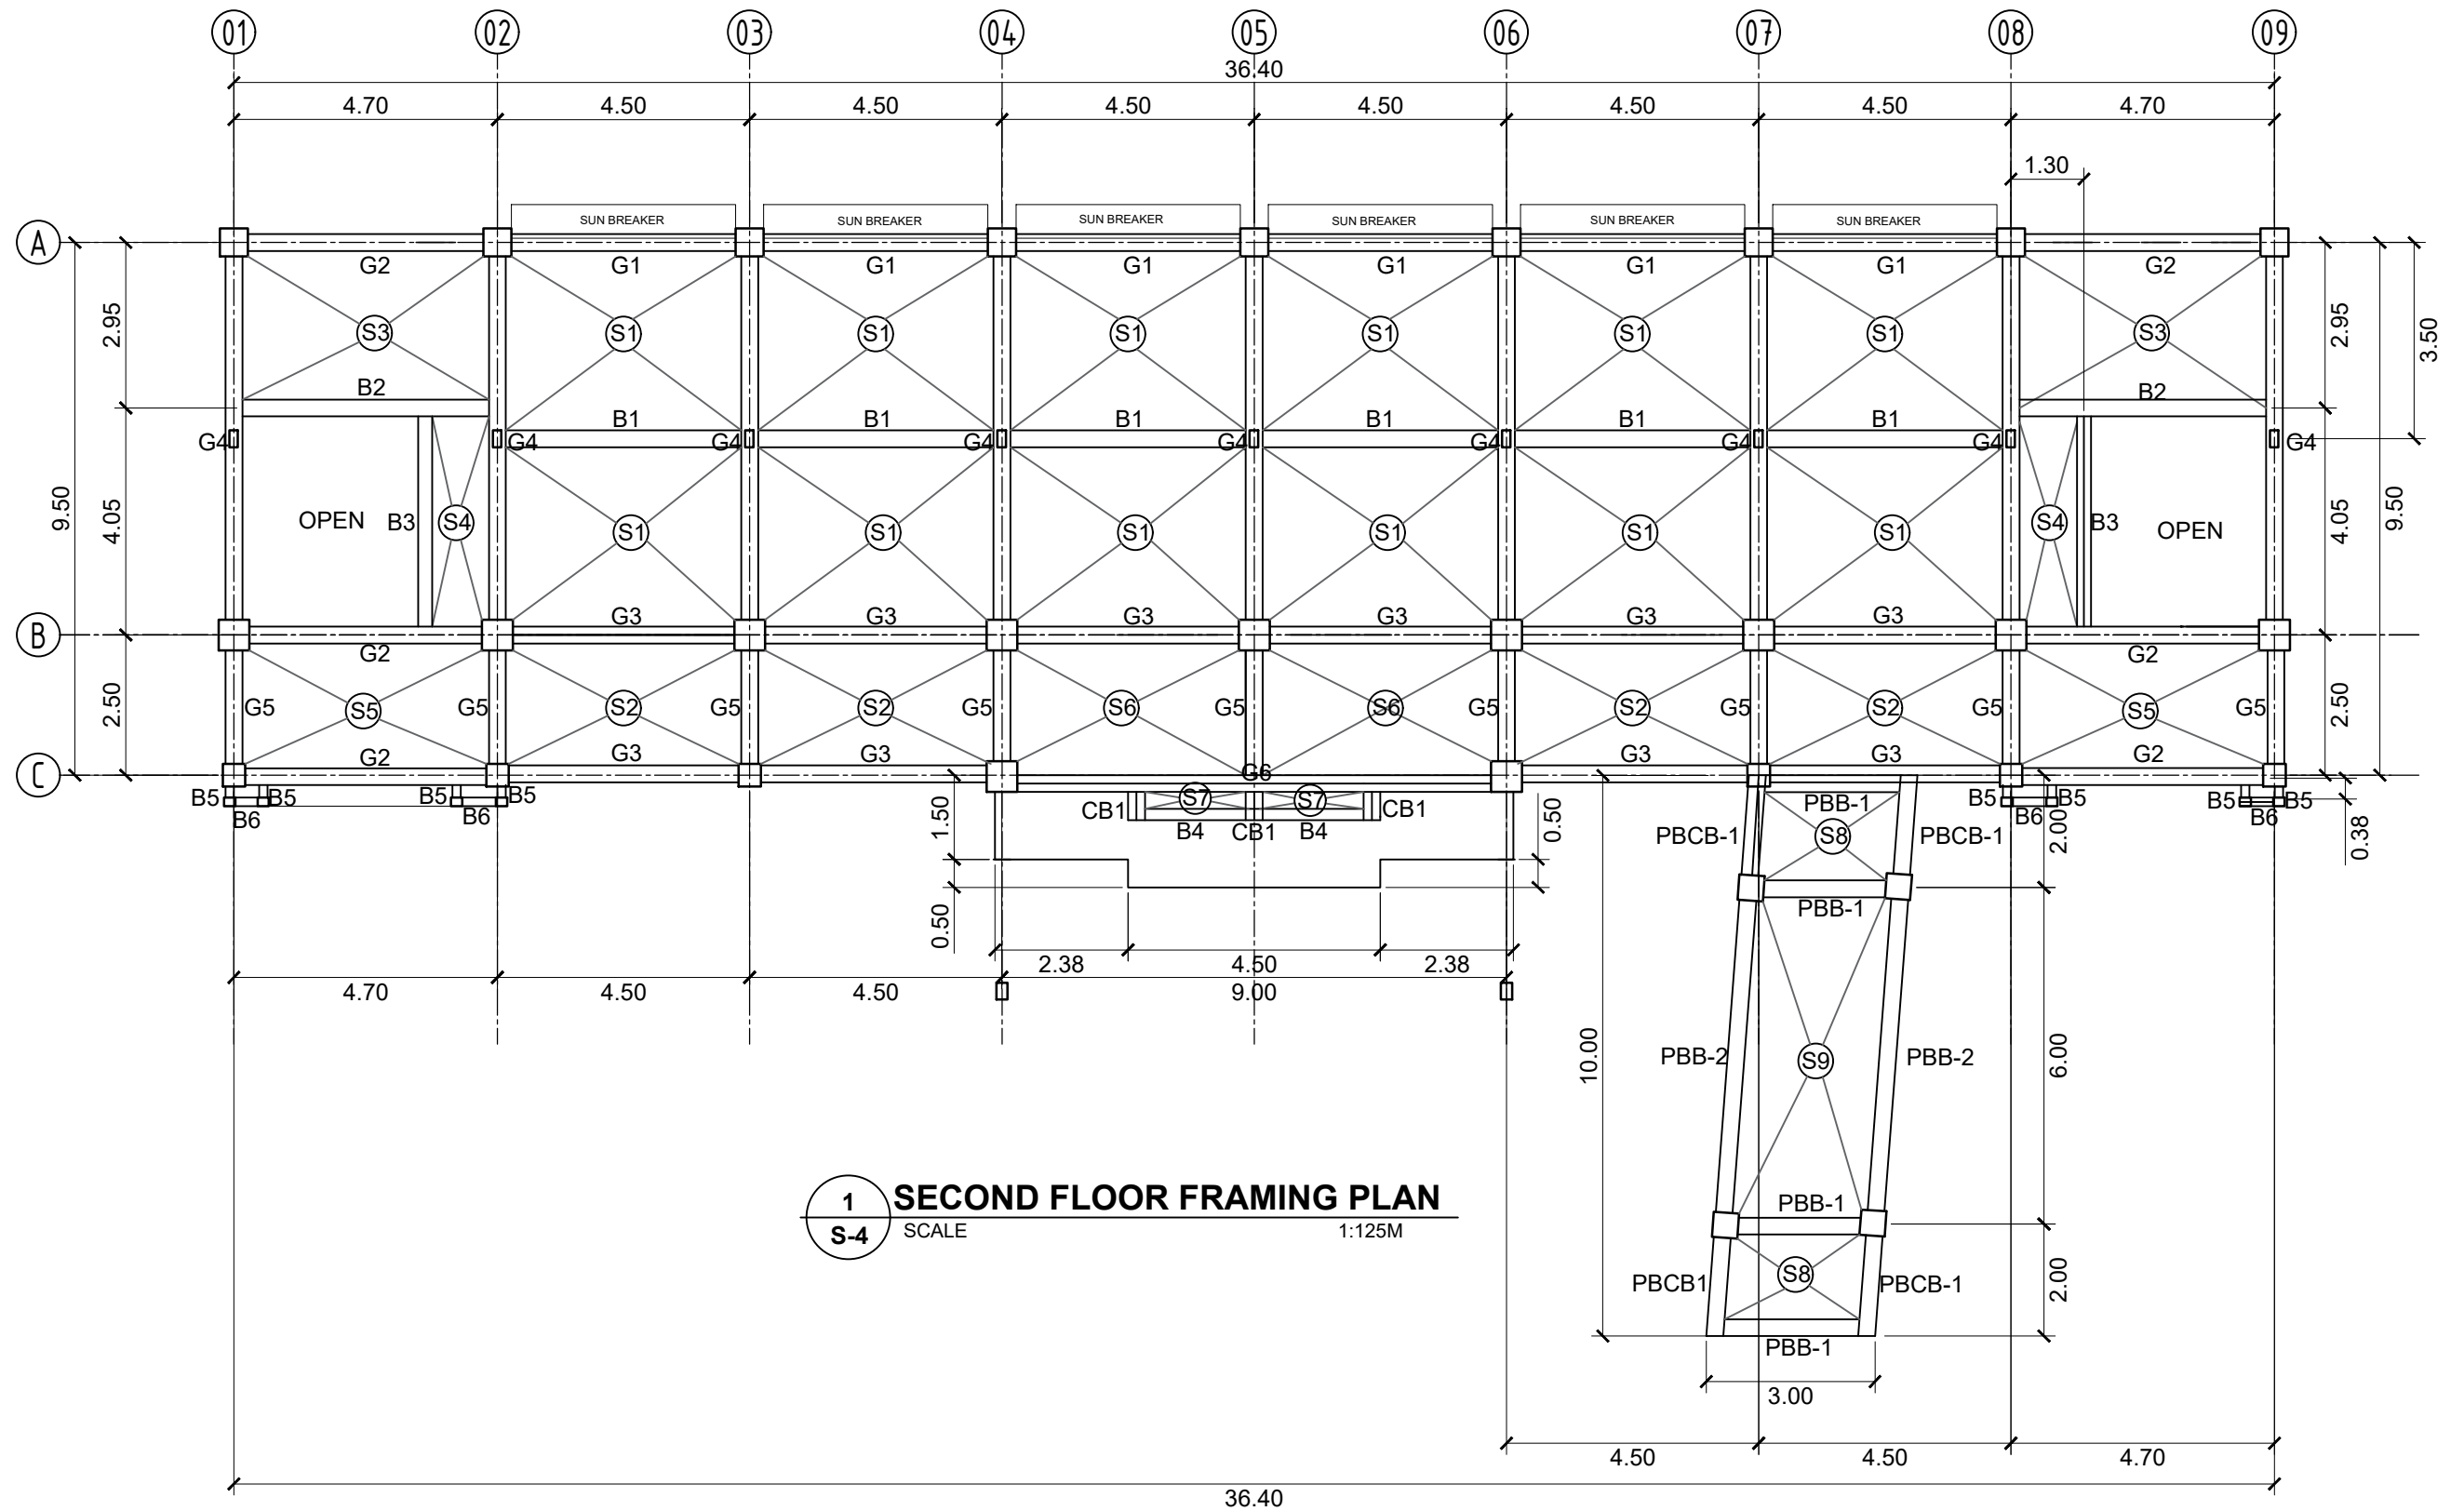 01 02 03 04 05 06 07 08 09
36.40
4.70 4.50 4.50 4.50 4.50 4.50 4.50 4.70
1.30
SUN BREAKER SUN BREAKER SUN BREAKER SUN BREAKER SUN BREAKER SUN BREAKER
A
G2 G1 G1 G1 G1 G1 G1 G2
2.95 S3 S1 S1 S1 S1 S1 S1 S3 2.95 3.50
B2 B2
B1 B1 B1 B1 B1 B1
G4 G4 G4 G4 G4 G4 G4 G4 G4
9.50 4.05 OPEN B3 S4 S1 S1 S1 S1 S1 S1 S4 B3 OPEN 4.05 9.50
G3 G3 G3 G3 G3 G3
B
G2 G2
2.50 G5 S5 G5 S2 G5 S2 G5 S6 G5 S6 G5 S2 G5 S2 G5 S5 G5 2.50
G2 G3 G3 G3 G3 G2
C
G6
B5 B5 B5 B5 S7 S7 B5 B5 B5 B5
B6 B6 CB1 B4 CB1 B4 CB1 PBB-1 B6 B6
1.50 0.50 PBCB-1 S8 PBCB-1 2.00 0.38
0.50 PBB-1
2.38 4.50 2.38
4.70 4.50 4.50 9.00
10.00 PBB-2 S9 PBB-2 6.00
1 SECOND FLOOR FRAMING PLAN
S-4 SCALE 1:125M
PBB-1
PBCB1 S8 PBCB-1 2.00
PBB-1
3.00
4.50 4.50 4.70
36.40